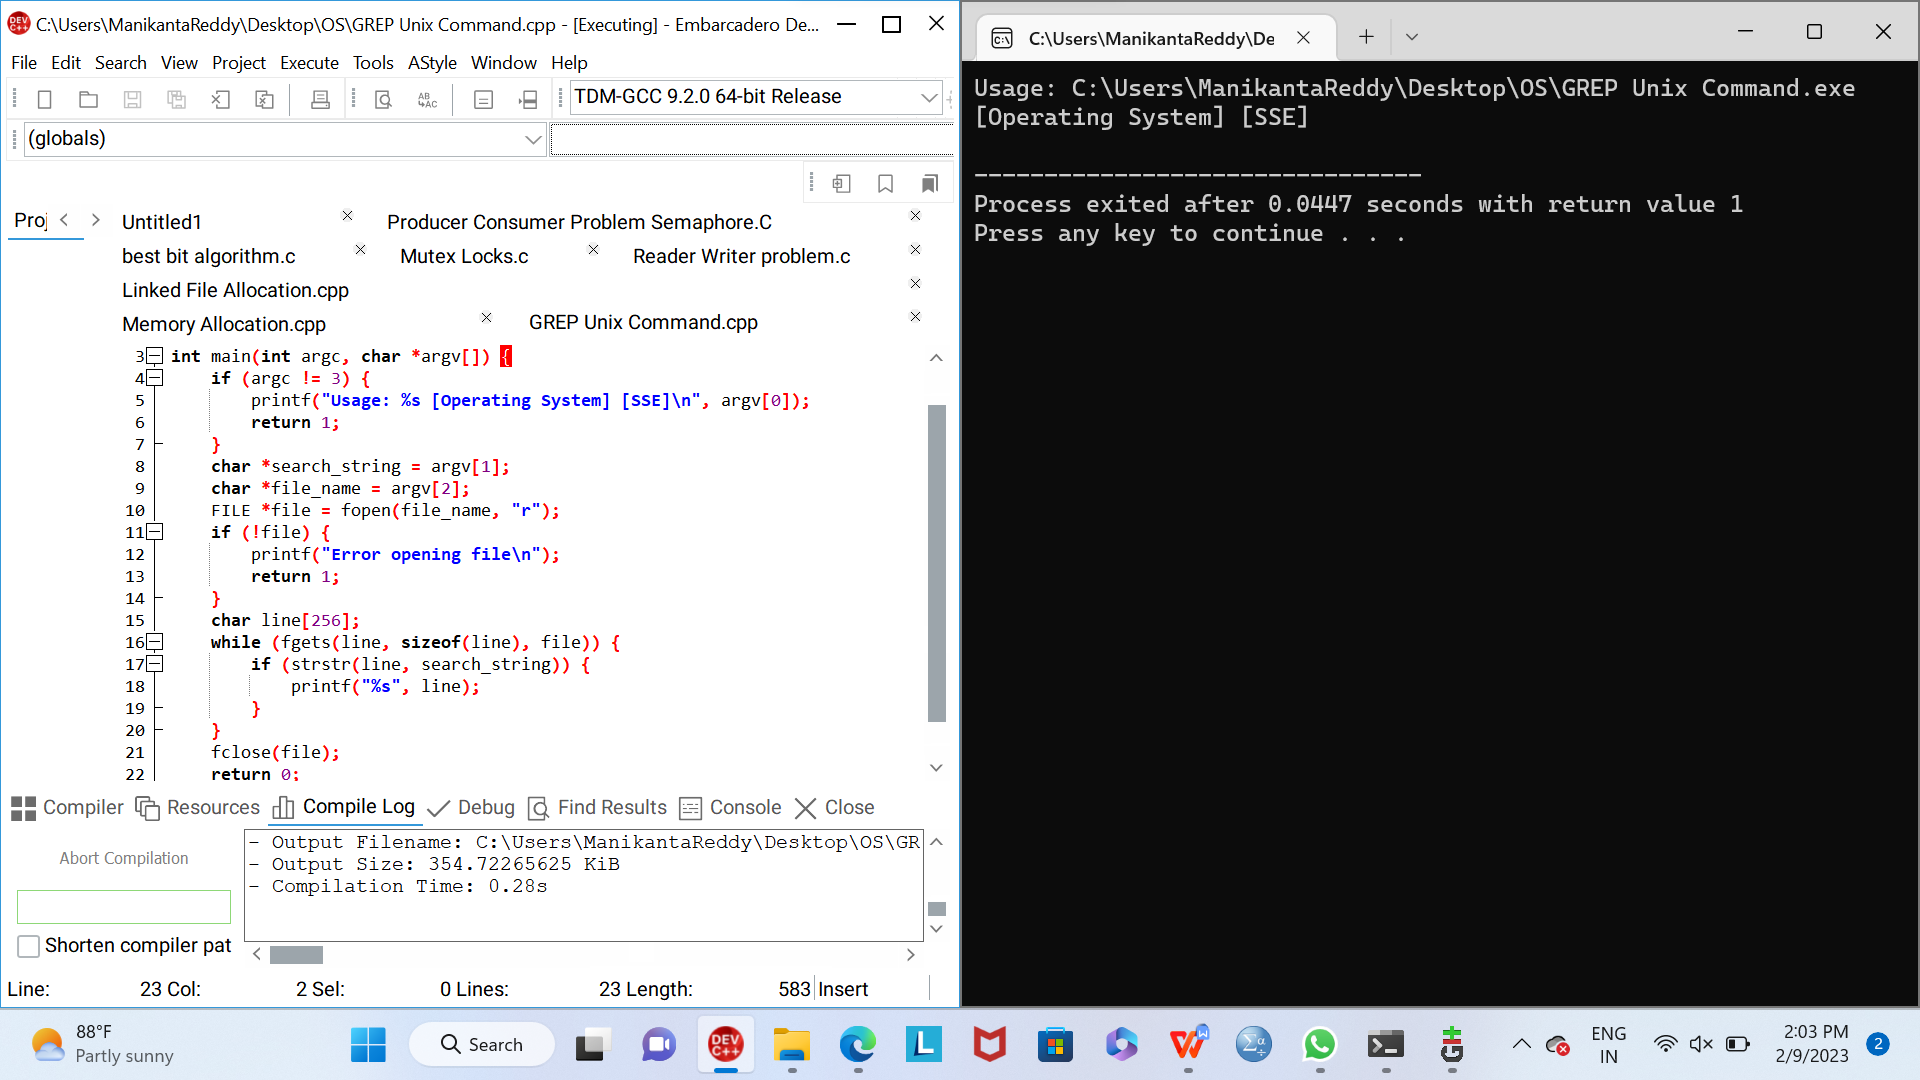 C:\Users\ManikantaReddy\Desktop\OS\GREP Unix Command.cpp - [Executing] - Embarcadero De...
File Edit Search View Project Execute Tools AStyle Window Help
TDM-GCC 9.2.0 64-bit Release
(globals)
Proj
Untitled1
Producer Consumer Problem Semaphore.C
best bit algorithm.c
Mutex Locks.c
Reader Writer problem.c
Linked File Allocation.cpp
Memory Allocation.cpp
GREP Unix Command.cpp
3 int main(int argc, char *argv[]) {
4 if (argc != 3) {
5 printf("Usage: %s [Operating System] [SSE]\n", argv[0]);
6 return 1;
7 }
8 char *search_string = argv[1];
9 char *file_name = argv[2];
10 FILE *file = fopen(file_name, "r");
11 if (!file) {
12 printf("Error opening file\n");
13 return 1;
14 }
15 char line[256];
16 while (fgets(line, sizeof(line), file)) {
17 if (strstr(line, search_string)) {
18 printf("%s", line);
19 }
20 }
21 fclose(file);
22 return 0;
Compiler Resources Compile Log Debug Find Results Console Close
Abort Compilation
Shorten compiler pat
- Output Filename: C:\Users\ManikantaReddy\Desktop\OS\GR
- Output Size: 354.72265625 KiB
- Compilation Time: 0.28s
Line: 23 Col: 2 Sel: 0 Lines: 23 Length: 583 Insert
C:\Users\ManikantaReddy\De
Usage: C:\Users\ManikantaReddy\Desktop\OS\GREP Unix Command.exe
[Operating System] [SSE]
--------------------------------
Process exited after 0.0447 seconds with return value 1
Press any key to continue . . .
88°F
Partly sunny
Search
DEV C++
ENG
IN
2:03 PM
2/9/2023
2